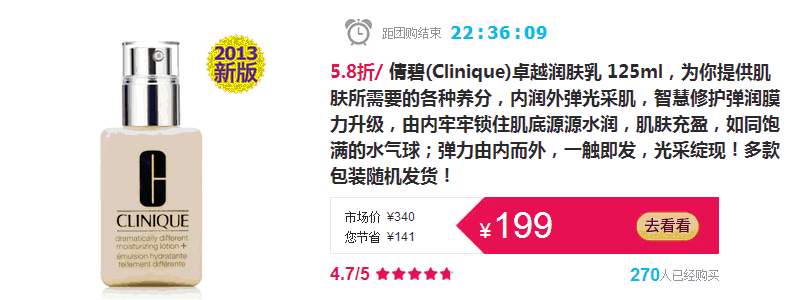 距团购结束 22:36:09
2013
新版
5.8折/ 倩碧(Clinique)卓越润肤乳 125ml，为你提供肌
肤所需要的各种养分，内润外弹光采肌，智慧修护弹润膜
力升级，由内牢牢锁住肌底源源水润，肌肤充盈，如同饱
满的水气球；弹力由内而外，一触即发，光采绽现！多款
包装随机发货！
CLINIQUE
dramatically different
moisturizing lotion +
émulsion hydratante
tellement différente
市场价 ¥340
您节省 ¥141
¥199
去看看
4.7/5
270人已经购买